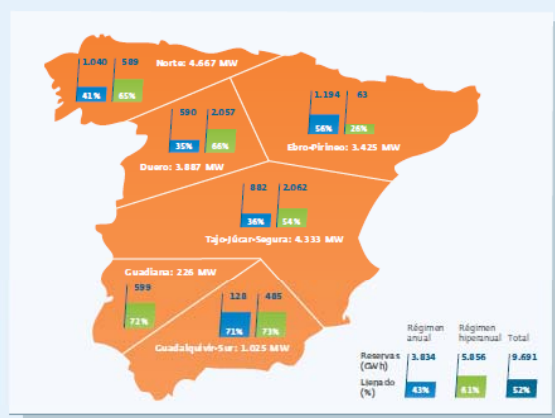 Norte: 4.667 MW
1.040 589
41% 65%
1.194 63
56% 26%
Ebro-Pirineo: 3.425 MW
590 2.057
35% 66%
Duero: 3.887 MW
882 2.062
36% 54%
Tajo-Júcar-Segura: 4.333 MW
Guadiana: 226 MW
599
72%
128 485
71% 73%
Guadalquivir-Sur: 1.025 MW
Régimen anual
Régimen hiperanual
Total
Reservas (GWh)
3.834 5.856 9.691
Llenado (%)
43% 61% 52%